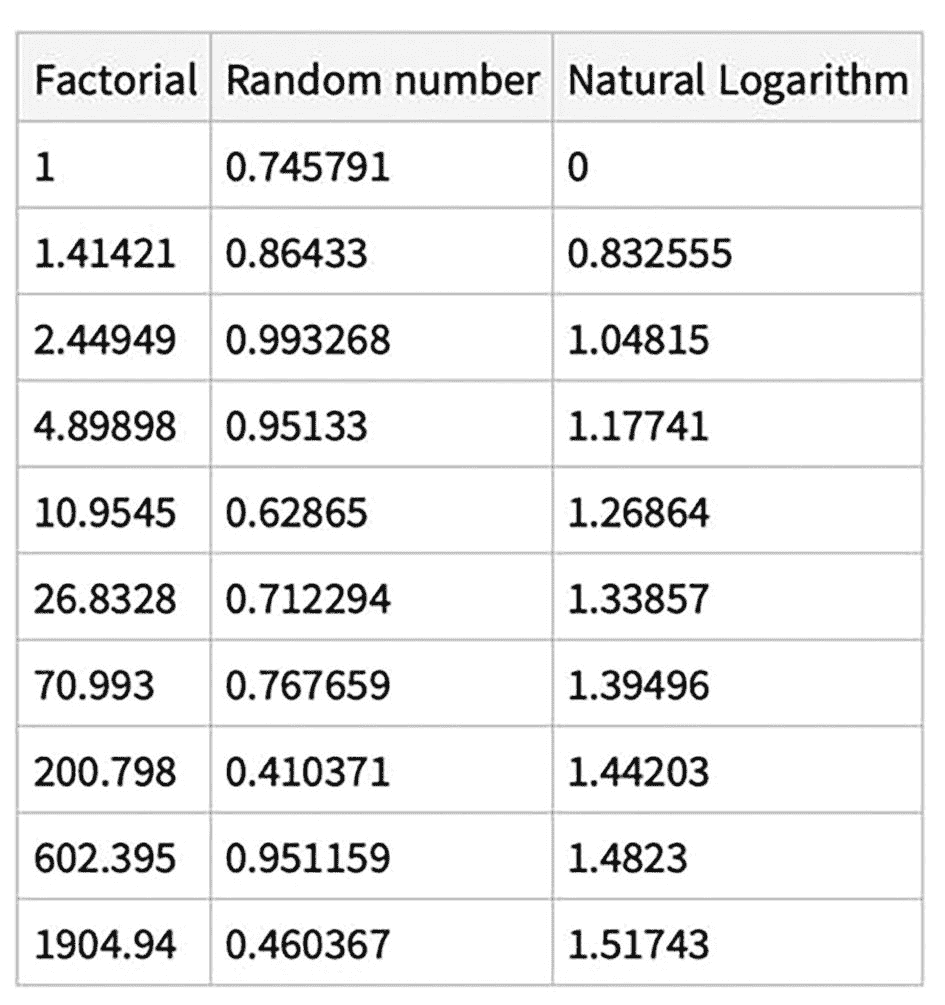 Factorial Random number Natural Logarithm
1 0.745791 0
1.41421 0.86433 0.832555
2.44949 0.993268 1.04815
4.89898 0.95133 1.17741
10.9545 0.62865 1.26864
26.8328 0.712294 1.33857
70.993 0.767659 1.39496
200.798 0.410371 1.44203
602.395 0.951159 1.4823
1904.94 0.460367 1.51743